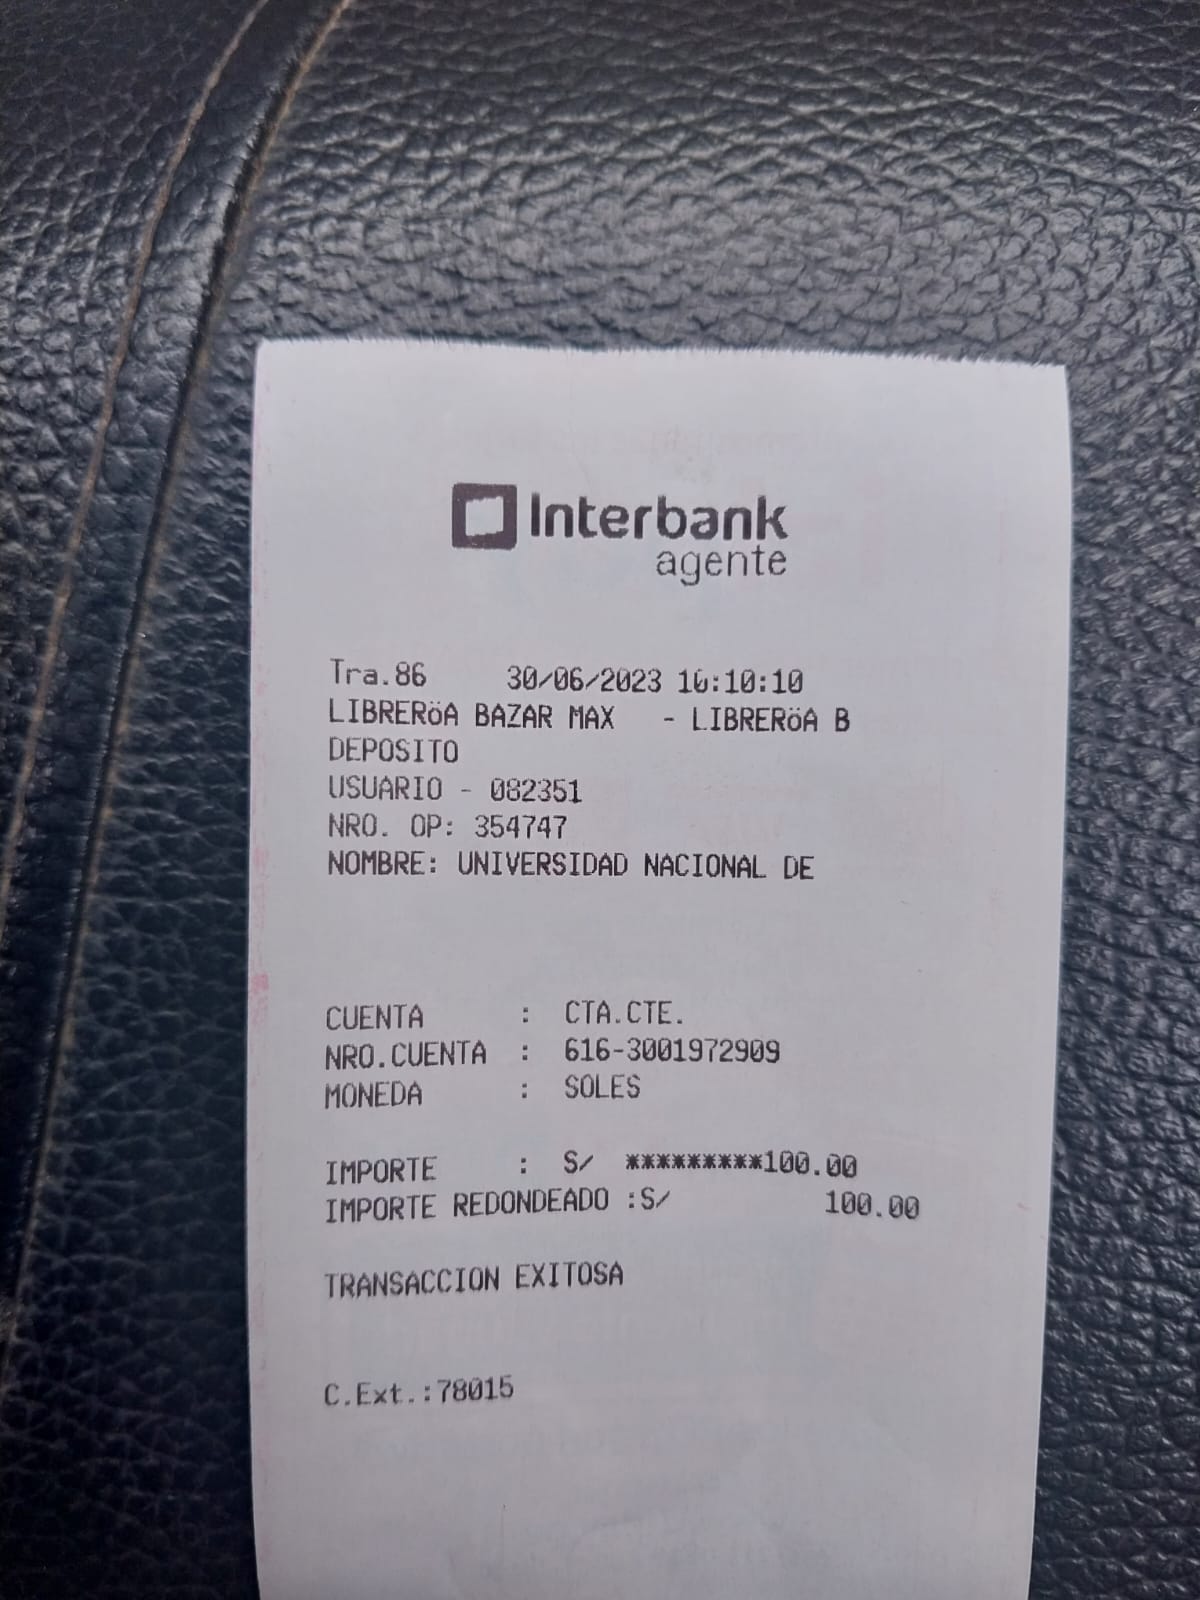 Interbank
agente
Tra.86 30/06/2023 10:10:10
LIBRERöA BAZAR MAX - LIBRERöA B
DEPOSITO
USUARIO - 082351
NRO. OP: 354747
NOMBRE: UNIVERSIDAD NACIONAL DE
CUENTA : CTA.CTE.
NRO.CUENTA : 616-3001972909
MONEDA : SOLES
IMPORTE : S/ *********100.00
IMPORTE REDONDEADO :S/ 100.00
TRANSACCION EXITOSA
C.Ext.:78015